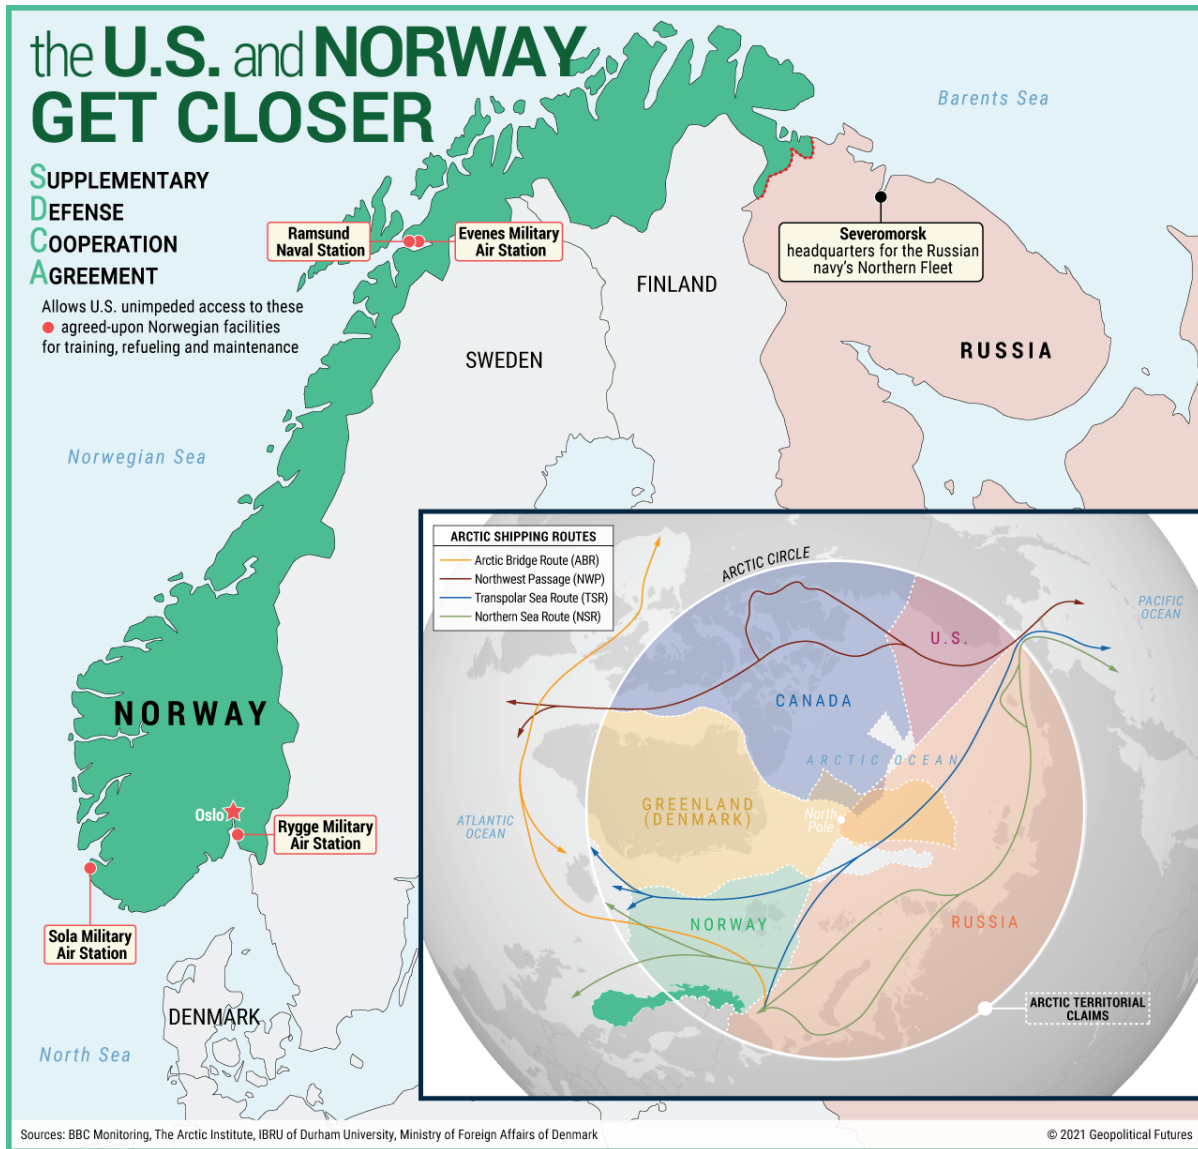 the U.S. and NORWAY
GET CLOSER
SUPPLEMENTARY
DEFENSE
COOPERATION
AGREEMENT
Allows U.S. unimpeded access to these
agreed-upon Norwegian facilities
for training, refueling and maintenance
Barents Sea
Ramsund
Naval Station
Evenes Military
Air Station
Severomorsk
headquarters for the Russian
navy's Northern Fleet
FINLAND
SWEDEN
RUSSIA
Norwegian Sea
NORWAY
Oslo
Rygge Military
Air Station
Sola Military
Air Station
DENMARK
North Sea
ARCTIC SHIPPING ROUTES
Arctic Bridge Route (ABR)
Northwest Passage (NWP)
Transpolar Sea Route (TSR)
Northern Sea Route (NSR)
ARCTIC CIRCLE
PACIFIC
OCEAN
U.S.
CANADA
ARCTIC OCEAN
GREENLAND
(DENMARK)
North
Pole
ATLANTIC
OCEAN
NORWAY
RUSSIA
ARCTIC TERRITORIAL
CLAIMS
Sources: BBC Monitoring, The Arctic Institute, IBRU of Durham University, Ministry of Foreign Affairs of Denmark
© 2021 Geopolitical Futures